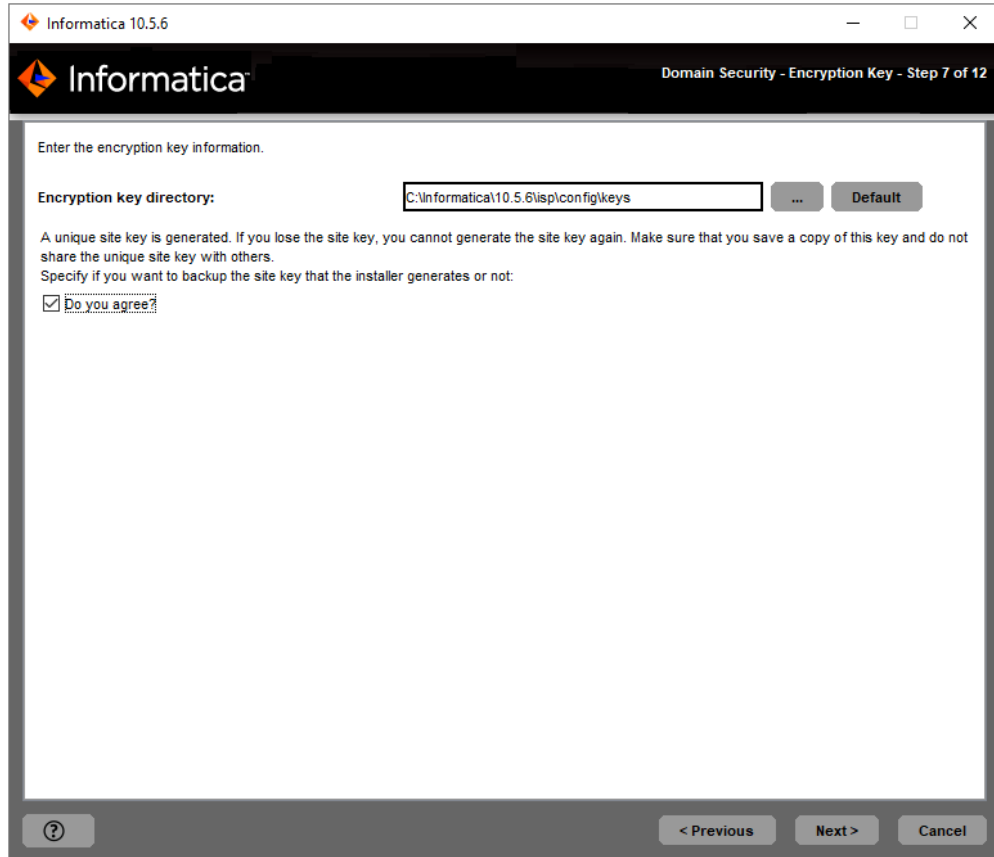 Informatica 10.5.6
Informatica
Domain Security - Encryption Key - Step 7 of 12
Enter the encryption key information.
Encryption key directory:
C:\Informatica\10.5.6\isp\config\keys
...
Default
A unique site key is generated. If you lose the site key, you cannot generate the site key again. Make sure that you save a copy of this key and do not
share the unique site key with others.
Specify if you want to backup the site key that the installer generates or not:
Do you agree?
?
< Previous
Next >
Cancel